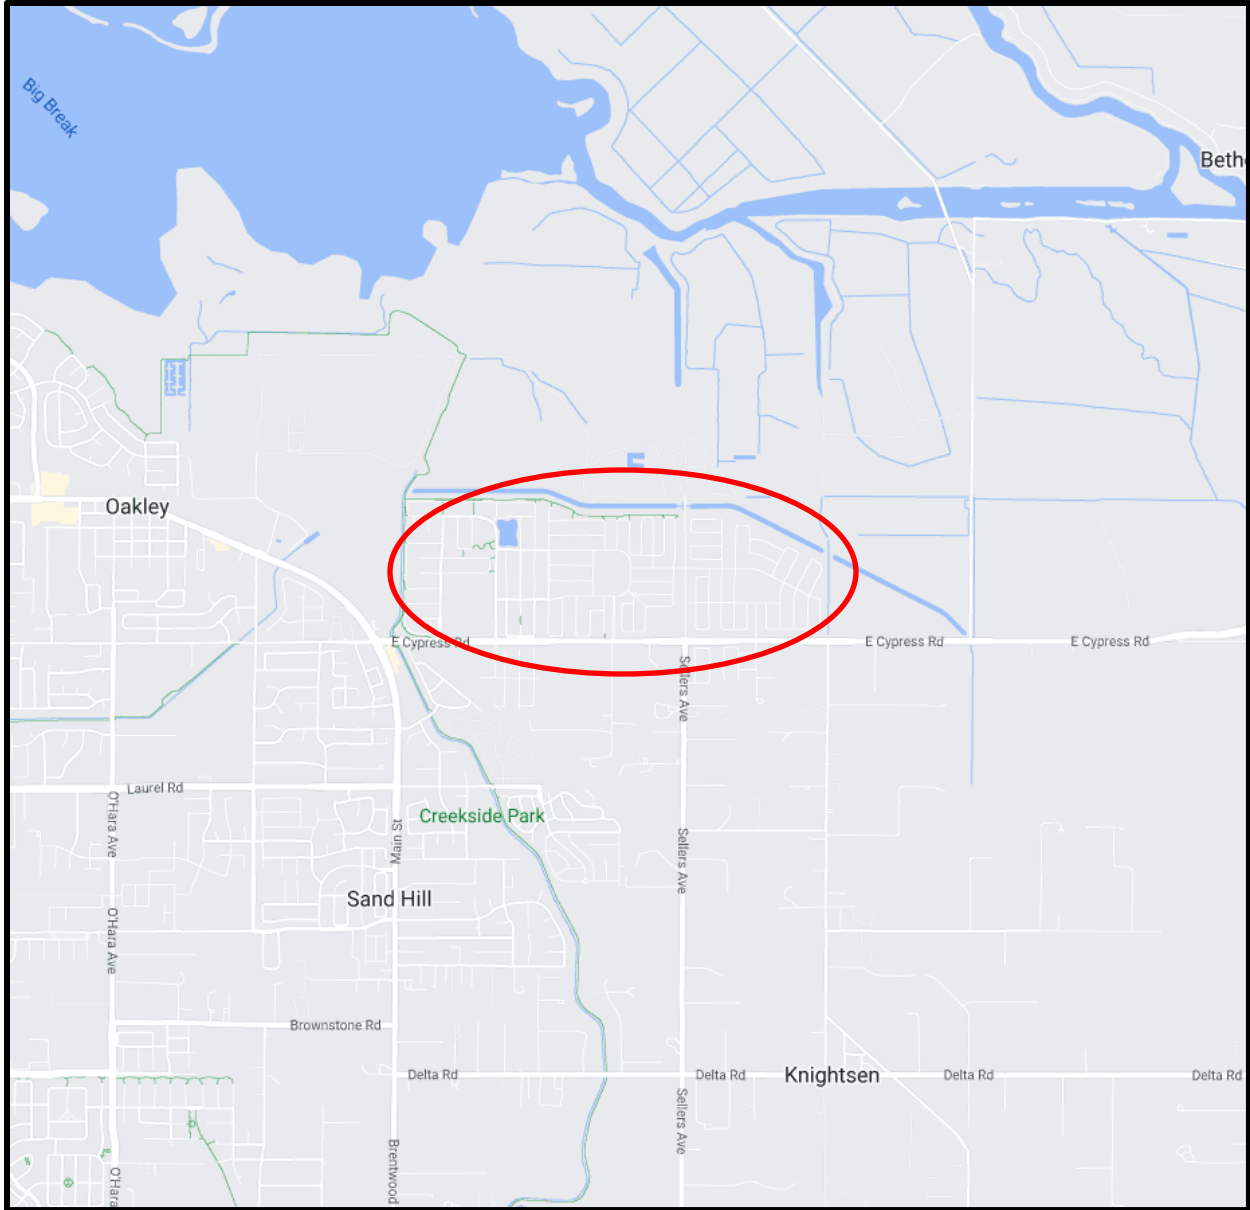 Big Break
Beth
Oakley
E Cypress Rd
E Cypress Rd
E Cypress Rd
Sellers Ave
Laurel Rd
O'Hara Ave
Main St
Creekside Park
Sellers Ave
Sand Hill
O'Hara Ave
Brownstone Rd
Delta Rd
Delta Rd
Knightsen
Delta Rd
Delta Rd
Sellers Ave
Brentwood
O'Hara